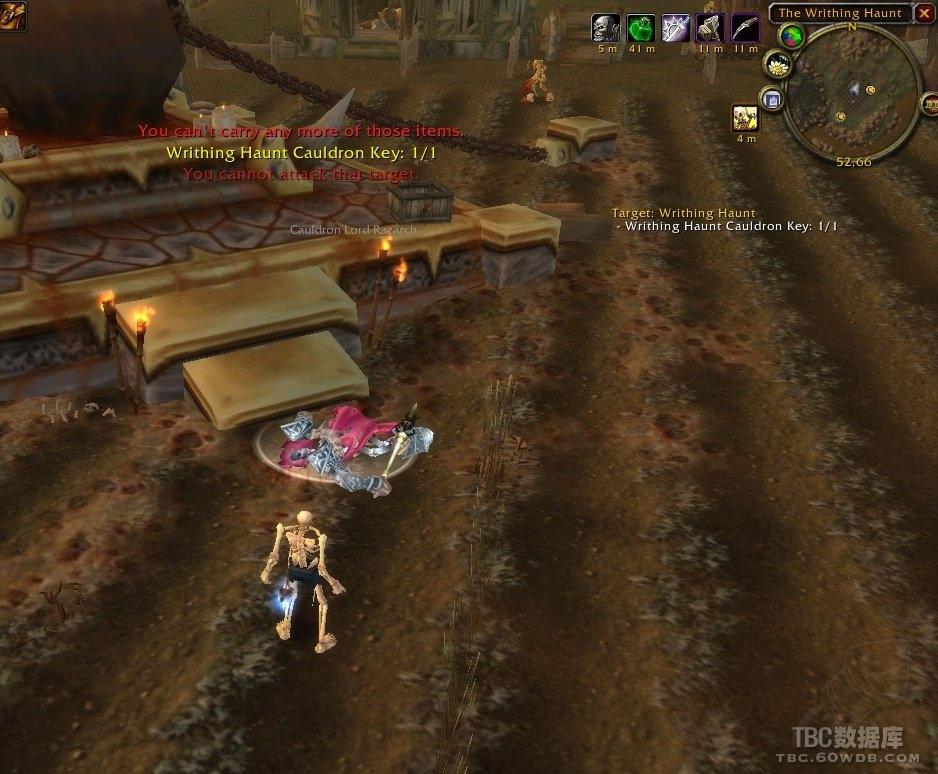 The Writhing Haunt
N
5 m 41 m 11 m 11 m
4 m
52,66
You can't carry any more of those items.
Writhing Haunt Cauldron Key: 1/1
You cannot attack that target.
Target: Writhing Haunt
- Writhing Haunt Cauldron Key: 1/1
Cauldron Lord Razarch
TBC数据库
TBC.60WDB.COM